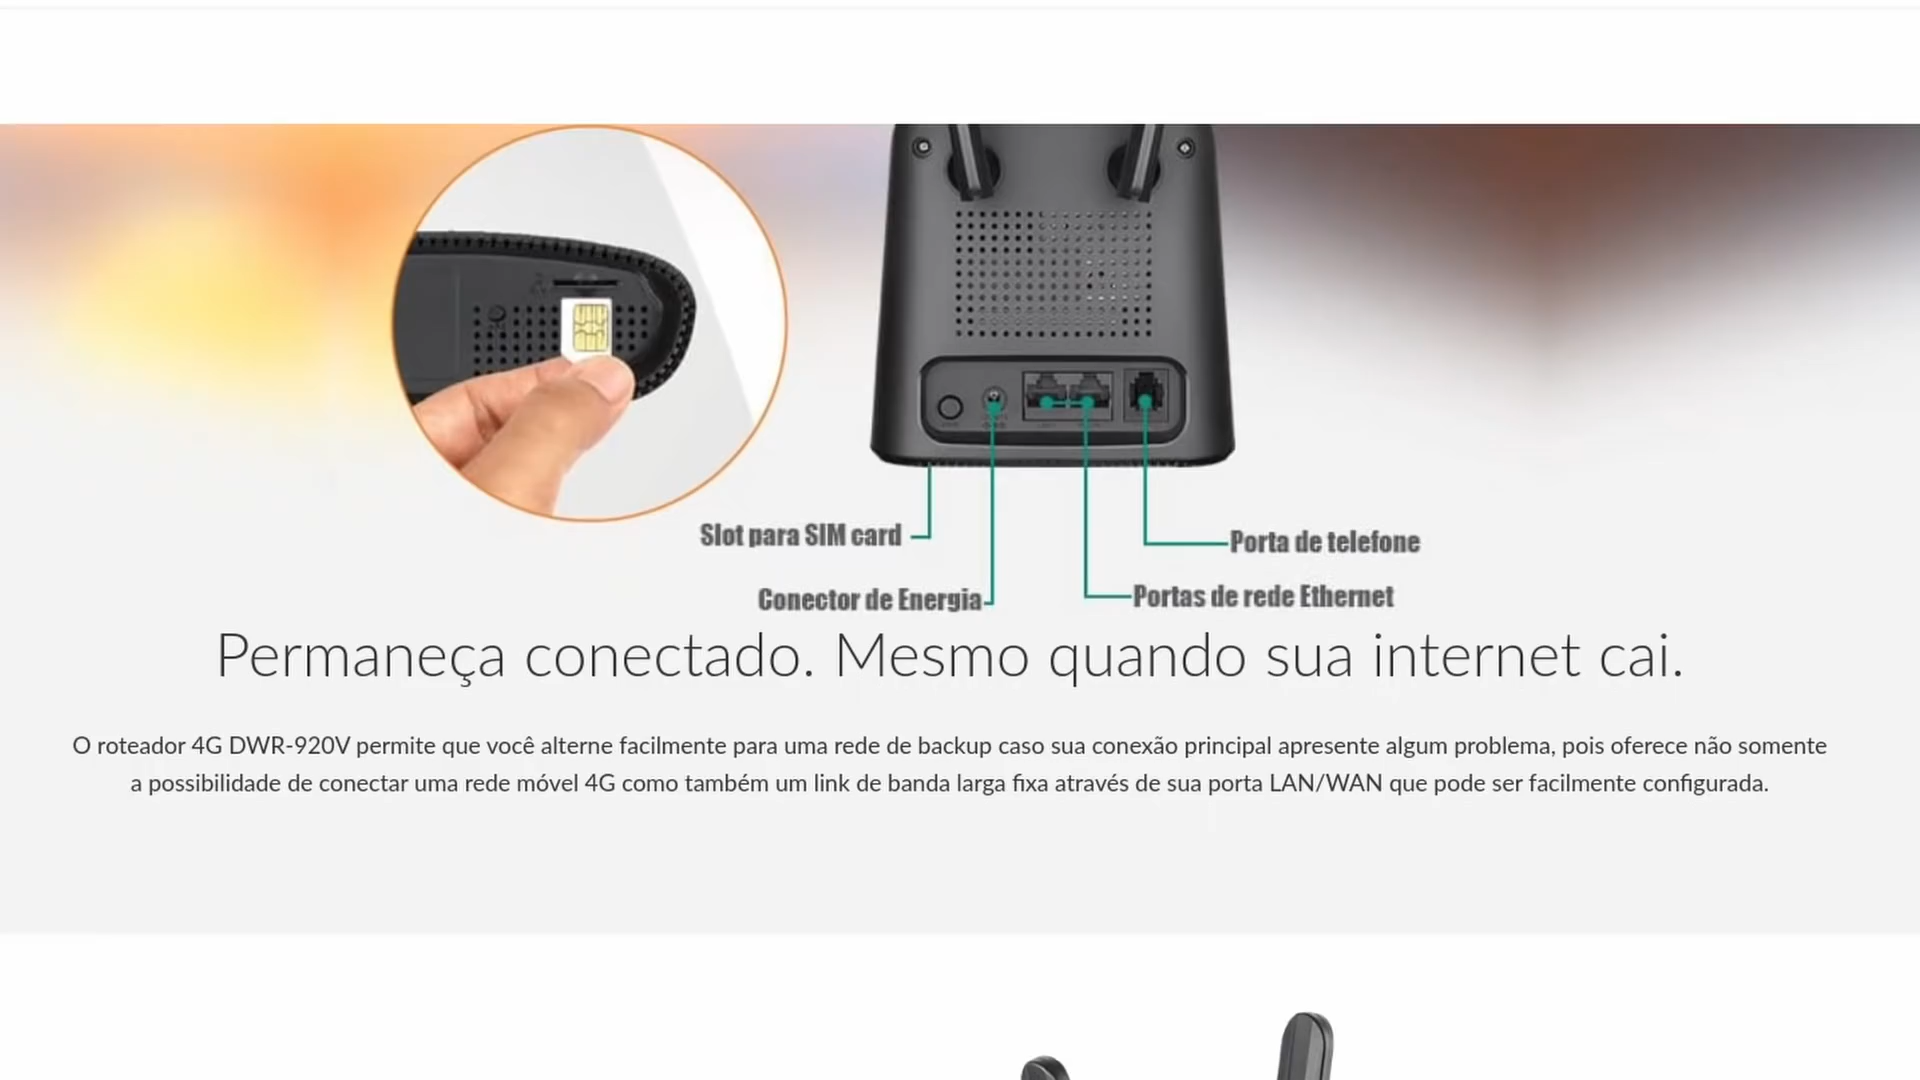 Slot para SIM card
Porta de telefone
Conector de Energia
Portas de rede Ethernet
Permaneça conectado. Mesmo quando sua internet cai.
O roteador 4G DWR-920V permite que você alterne facilmente para uma rede de backup caso sua conexão principal apresente algum problema, pois oferece não somente
a possibilidade de conectar uma rede móvel 4G como também um link de banda larga fixa através de sua porta LAN/WAN que pode ser facilmente configurada.